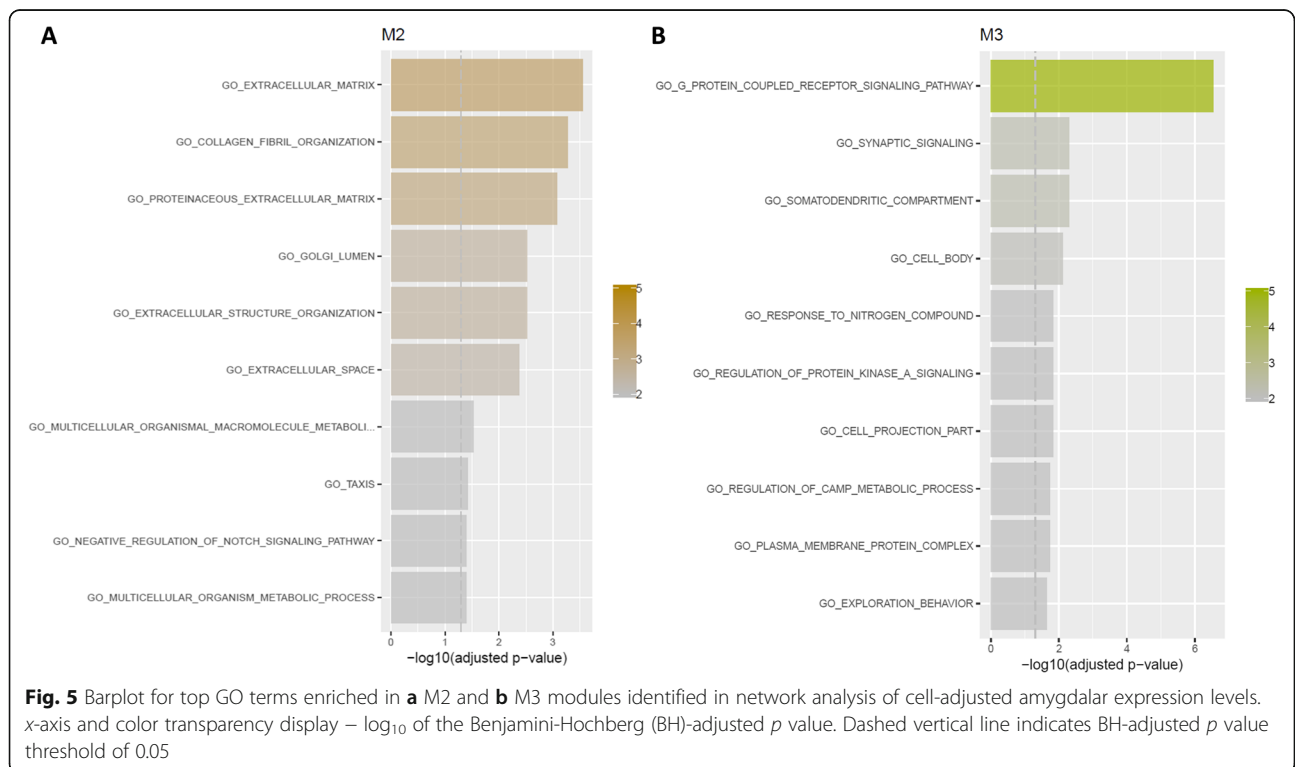 A
M2
GO_EXTRACELLULAR_MATRIX
GO_COLLAGEN_FIBRIL_ORGANIZATION
GO_PROTEINACEOUS_EXTRACELLULAR_MATRIX
GO_GOLGI_LUMEN
GO_EXTRACELLULAR_STRUCTURE_ORGANIZATION
GO_EXTRACELLULAR_SPACE
GO_MULTICELLULAR_ORGANISMAL_MACROMOLECULE_METABOLI...
GO_TAXIS
GO_NEGATIVE_REGULATION_OF_NOTCH_SIGNALING_PATHWAY
GO_MULTICELLULAR_ORGANISM_METABOLIC_PROCESS
0 1 2 3
−log10(adjusted p−value)
5
4
3
2
B
M3
GO_G_PROTEIN_COUPLED_RECEPTOR_SIGNALING_PATHWAY
GO_SYNAPTIC_SIGNALING
GO_SOMATODENDRITIC_COMPARTMENT
GO_CELL_BODY
GO_RESPONSE_TO_NITROGEN_COMPOUND
GO_REGULATION_OF_PROTEIN_KINASE_A_SIGNALING
GO_CELL_PROJECTION_PART
GO_REGULATION_OF_CAMP_METABOLIC_PROCESS
GO_PLASMA_MEMBRANE_PROTEIN_COMPLEX
GO_EXPLORATION_BEHAVIOR
0 2 4 6
−log10(adjusted p−value)
5
4
3
2
Fig. 5 Barplot for top GO terms enriched in a M2 and b M3 modules identified in network analysis of cell-adjusted amygdalar expression levels.
x-axis and color transparency display − log10 of the Benjamini-Hochberg (BH)-adjusted p value. Dashed vertical line indicates BH-adjusted p value
threshold of 0.05